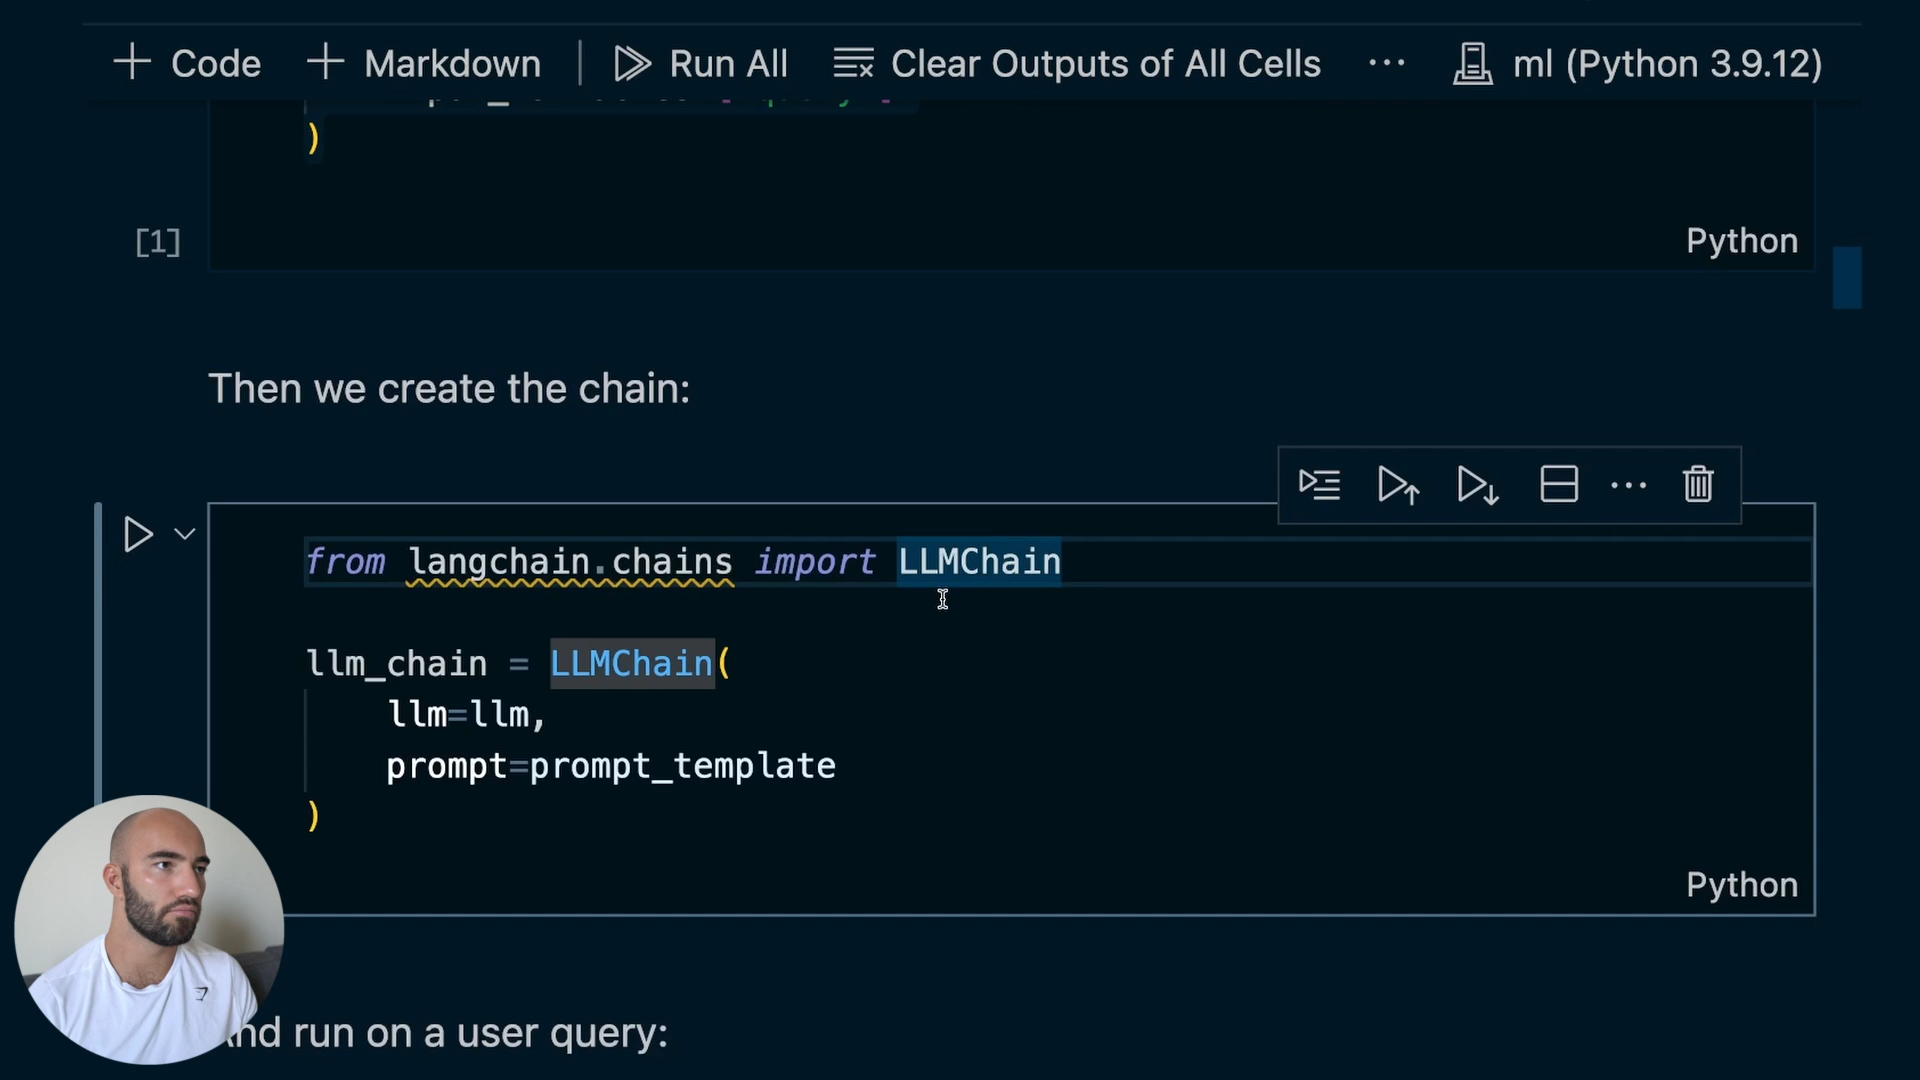 Code Markdown Run All Clear Outputs of All Cells ... ml (Python 3.9.12)
)
[1]
Python
Then we create the chain:
from langchain.chains import LLMChain
llm_chain = LLMChain(
llm=llm,
prompt=prompt_template
)
Python
And run on a user query: